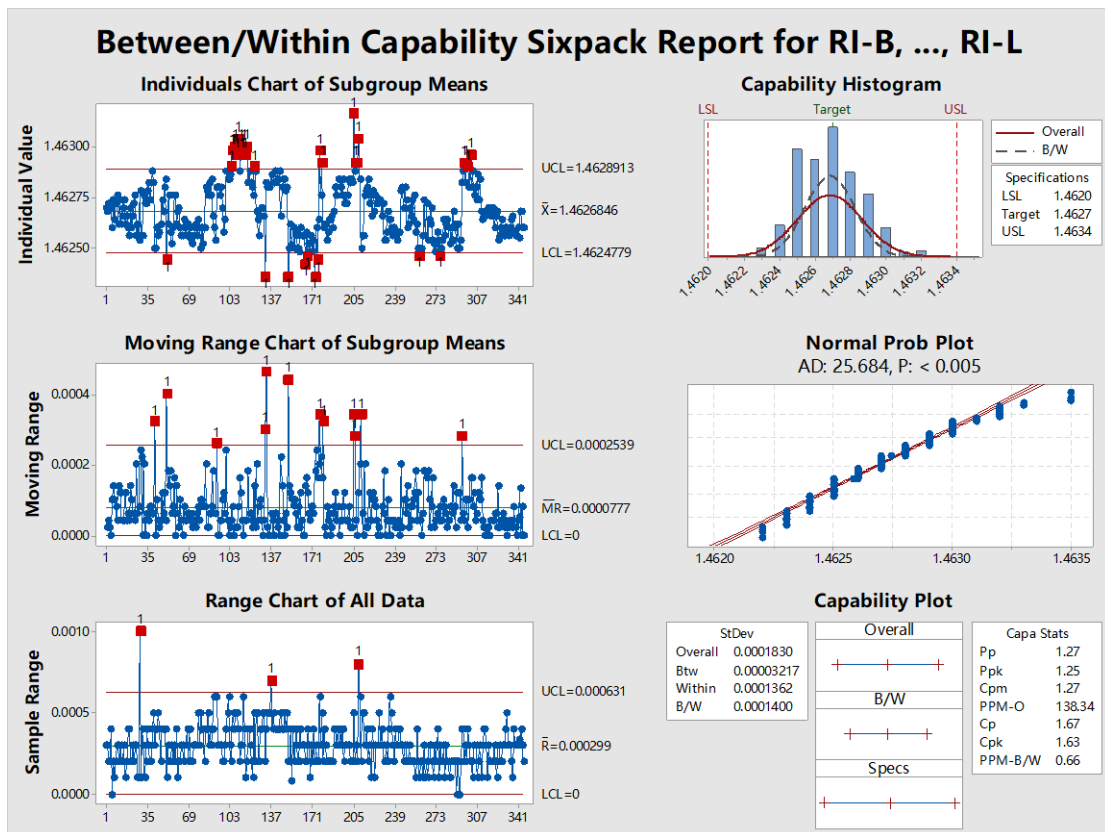 Between/Within Capability Sixpack Report for RI-B, ..., RI-L
Individuals Chart of Subgroup Means
Individual Value
1.46300
1.46275
1.46250
UCL=1.4628913
X̿=1.4626846
LCL=1.4624779
1 35 69 103 137 171 205 239 273 307 341
Moving Range Chart of Subgroup Means
Moving Range
0.0004
0.0002
0.0000
UCL=0.0002539
M̅R̅=0.0000777
LCL=0
1 35 69 103 137 171 205 239 273 307 341
Range Chart of All Data
Sample Range
0.0010
0.0005
0.0000
UCL=0.000631
R̅=0.000299
LCL=0
1 35 69 103 137 171 205 239 273 307 341
Capability Histogram
LSL Target USL
1.4620 1.4622 1.4624 1.4626 1.4628 1.4630 1.4632 1.4634
Overall
B/W
Specifications
LSL 1.4620
Target 1.4627
USL 1.4634
Normal Prob Plot
AD: 25.684, P: < 0.005
1.4620 1.4625 1.4630 1.4635
Capability Plot
StDev
Overall 0.0001830
Btw 0.00003217
Within 0.0001362
B/W 0.0001400
Overall
B/W
Specs
Capa Stats
Pp 1.27
Ppk 1.25
Cpm 1.27
PPM-O 138.34
Cp 1.67
Cpk 1.63
PPM-B/W 0.66